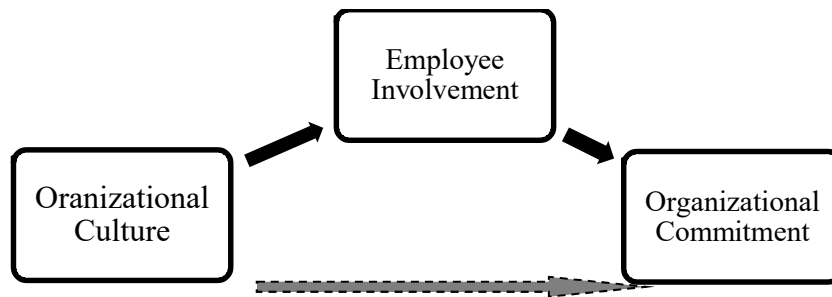 Employee
Involvement
Oranizational
Culture
Organizational
Commitment